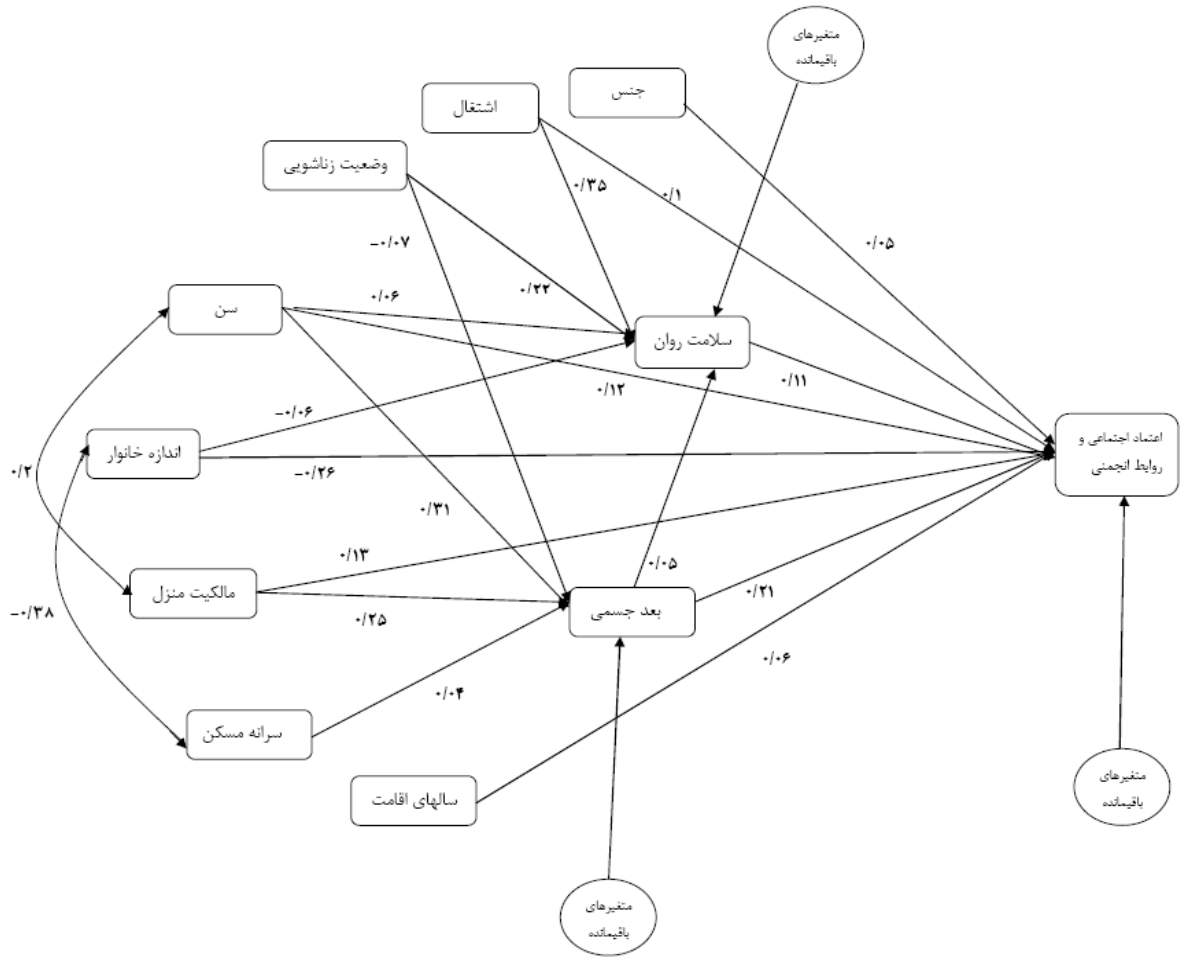 متغیرهای
باقیمانده
جنس
اشتغال
وضعیت زناشویی
۰/۳۵
۰/۱
۰/۰۵
-۰/۰۷
۰/۲۲
سن
۰/۰۶
سلامت روان
۰/۱۲
۰/۱۱
-۰/۰۶
اندازه خانوار
اعتماد اجتماعی و
روابط انجمنی
۰/۲
-۰/۲۶
۰/۳۱
۰/۱۳
۰/۰۵
مالکیت منزل
-۰/۳۸
۰/۲۵
بعد جسمی
۰/۲۱
۰/۰۶
۰/۰۴
سرانه مسکن
سالهای اقامت
متغیرهای
باقیمانده
متغیرهای
باقیمانده